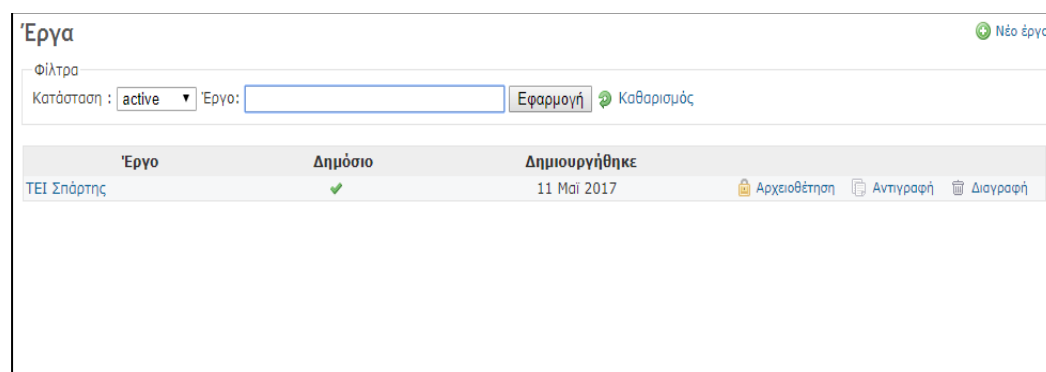 Έργα
Νέο έργο
Φίλτρα
Κατάσταση : active Έργο: Εφαρμογή Καθαρισμός
Έργο Δημόσιο Δημιουργήθηκε
ΤΕΙ Σπάρτης 11 Μαϊ 2017 Αρχειοθέτηση Αντιγραφή Διαγραφή